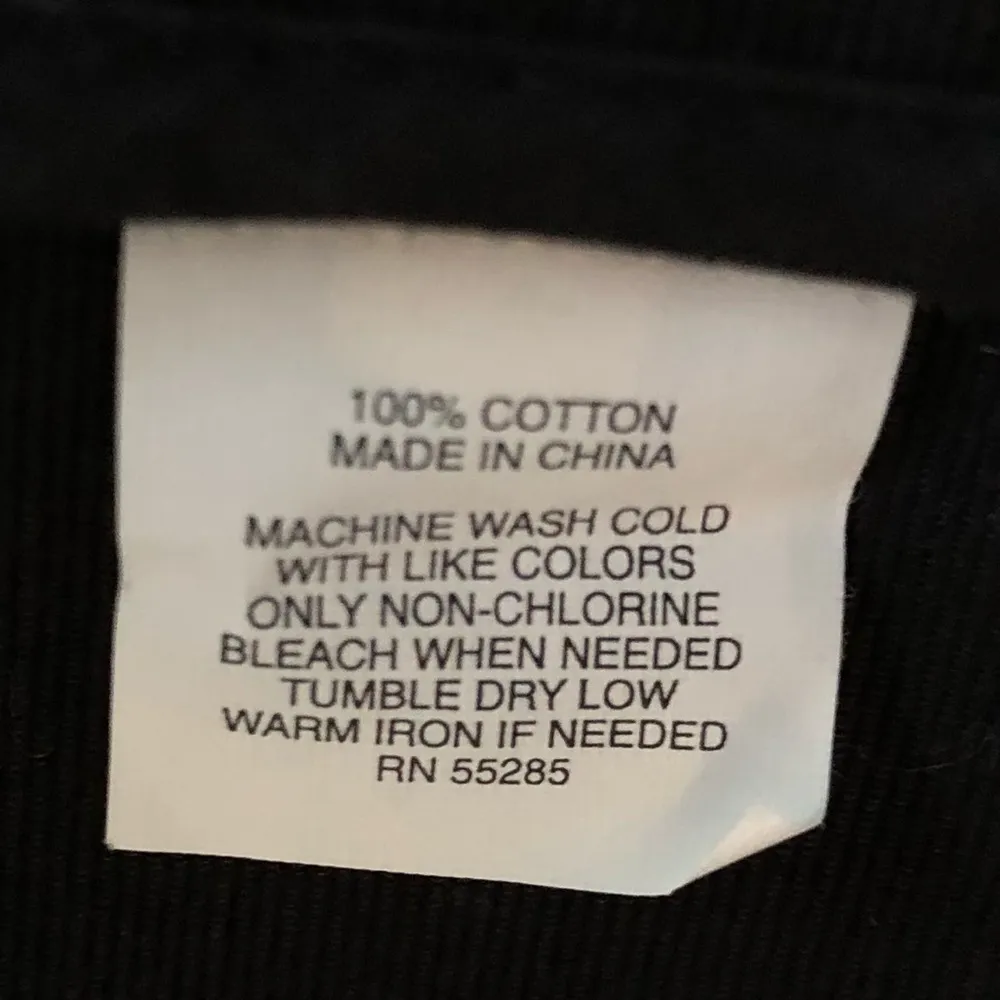 100% COTTON
MADE IN CHINA
MACHINE WASH COLD
WITH LIKE COLORS
ONLY NON-CHLORINE
BLEACH WHEN NEEDED
TUMBLE DRY LOW
WARM IRON IF NEEDED
RN 55285